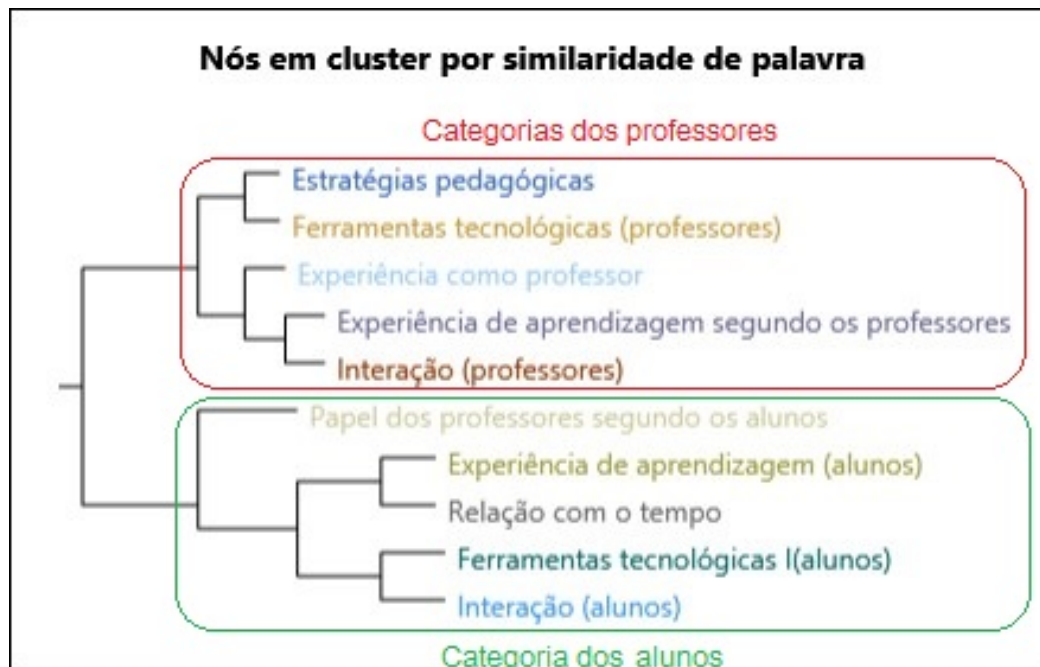 Nós em cluster por similaridade de palavra
Categorias dos professores
Estratégias pedagógicas
Ferramentas tecnológicas (professores)
Experiência como professor
Experiência de aprendizagem segundo os professores
Interação (professores)
Papel dos professores segundo os alunos
Experiência de aprendizagem (alunos)
Relação com o tempo
Ferramentas tecnológicas I(alunos)
Interação (alunos)
Categoria dos alunos